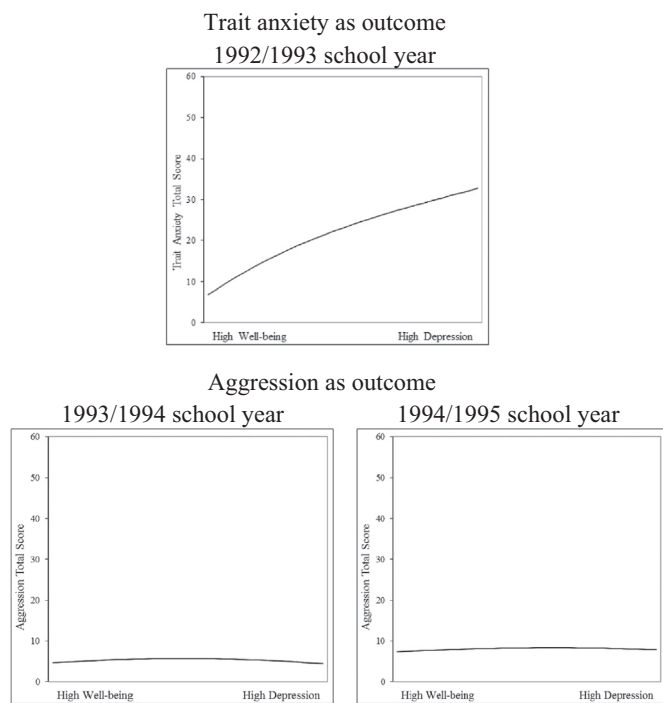 Trait anxiety as outcome
1992/1993 school year
60
50
40
30
20
10
0
Trait Anxiety Total Score
High Well-being High Depression
Aggression as outcome
1993/1994 school year
60
50
40
30
20
10
0
Aggression Total Score
High Well-being High Depression
1994/1995 school year
60
50
40
30
20
10
0
Aggression Total Score
High Well-being High Depression